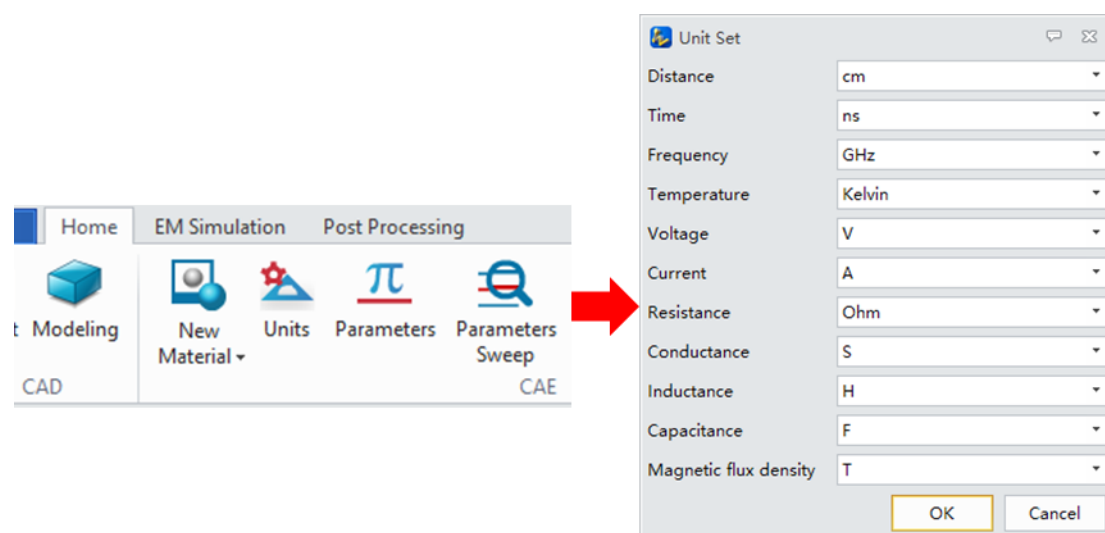 Home EM Simulation Post Processing
t Modeling New Units Parameters Parameters
Material Sweep
CAD CAE
Unit Set
Distance cm
Time ns
Frequency GHz
Temperature Kelvin
Voltage V
Current A
Resistance Ohm
Conductance S
Inductance H
Capacitance F
Magnetic flux density T
OK Cancel